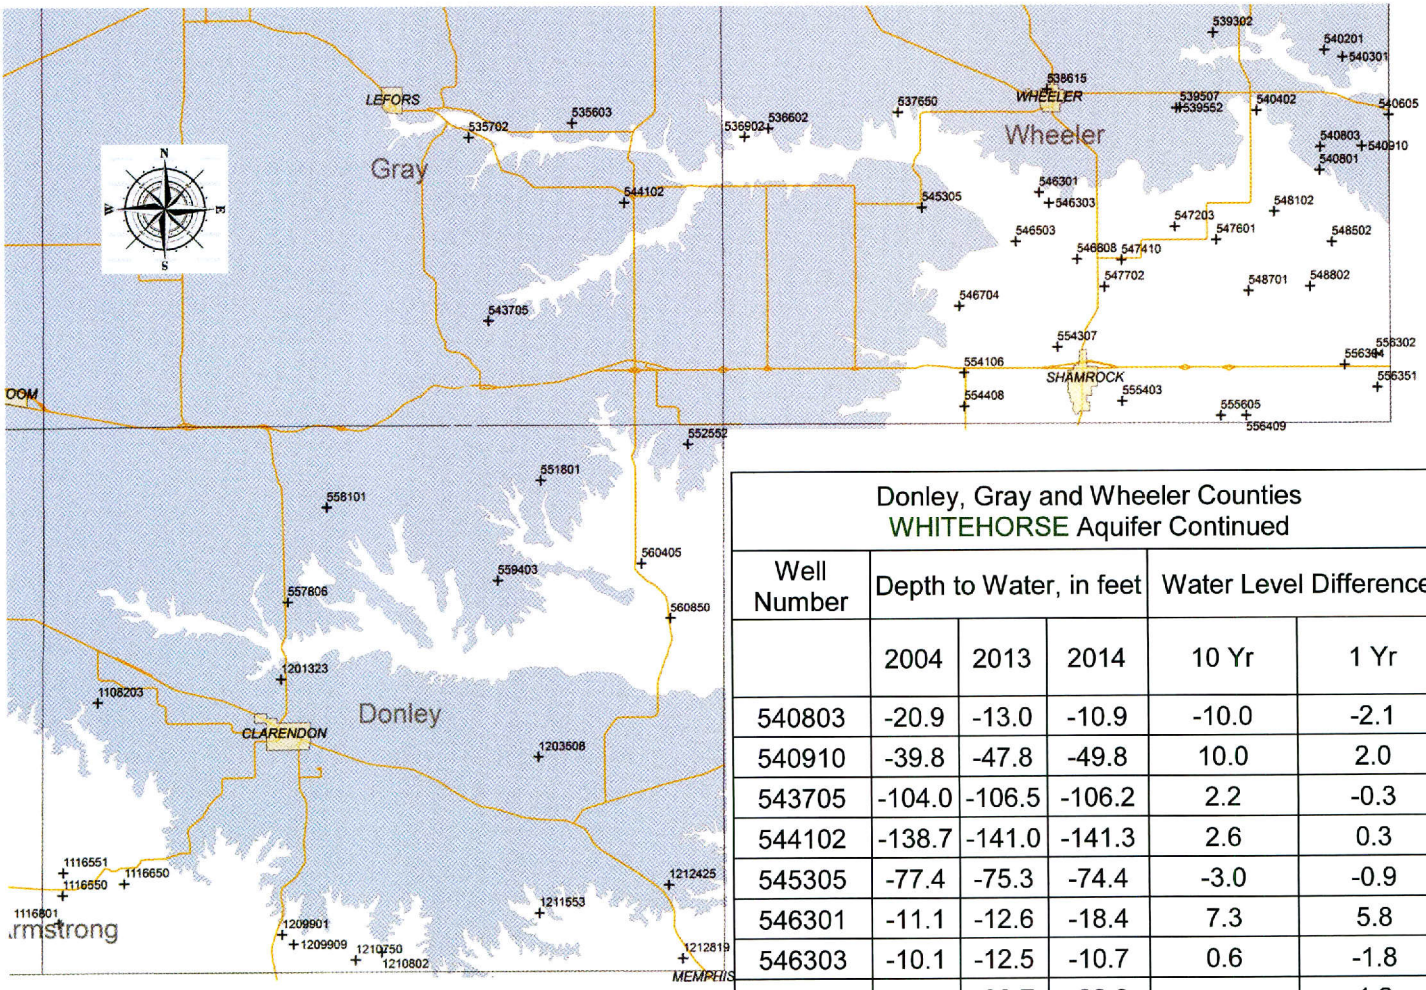 539302
540201
540301
538615
WHEELER
LEFORS
539507
539552
540402
540605
537650
535603
536602
535702
536902
Wheeler
540803
540910
540801
Gray
N
W
E
S
546301
544102
546303
545305
548102
547203
546503
547601
548502
546608
547410
547702
548701
548802
546704
543705
554307
556302
554106
SHAMROCK
556351
OOM
554408
555403
555605
556409
552552
551801
558101
560405
559403
557806
560850
1201323
1108203
Donley
CLARENDON
1203508
1116551
1116650
1116550
1212425
1116801
1211553
rmstrong
1209901
1209909
1210750
1210802
1212819
MEMPHIS
Donley, Gray and Wheeler Counties
WHITEHORSE Aquifer Continued
Well Number Depth to Water, in feet Water Level Difference
2004 2013 2014 10 Yr 1 Yr
540803 -20.9 -13.0 -10.9 -10.0 -2.1
540910 -39.8 -47.8 -49.8 10.0 2.0
543705 -104.0 -106.5 -106.2 2.2 -0.3
544102 -138.7 -141.0 -141.3 2.6 0.3
545305 -77.4 -75.3 -74.4 -3.0 -0.9
546301 -11.1 -12.6 -18.4 7.3 5.8
546303 -10.1 -12.5 -10.7 0.6 -1.8